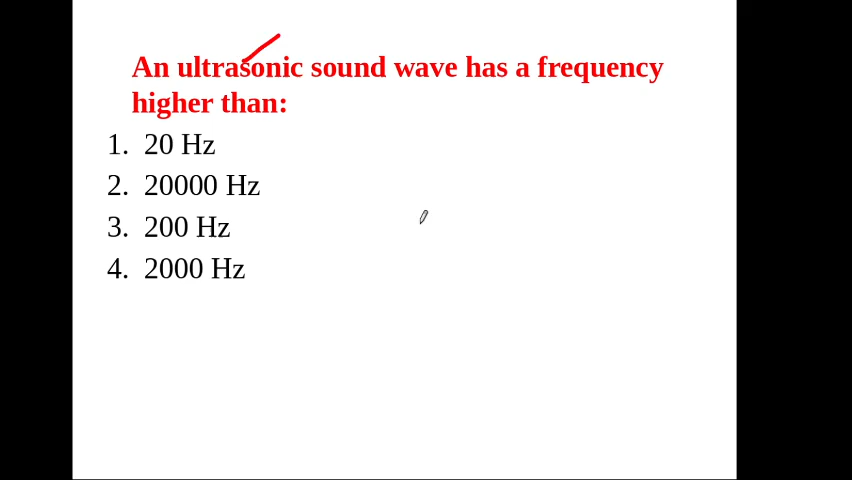 An ultrasonic sound wave has a frequency
higher than:
1. 20 Hz
2. 20000 Hz
3. 200 Hz
4. 2000 Hz